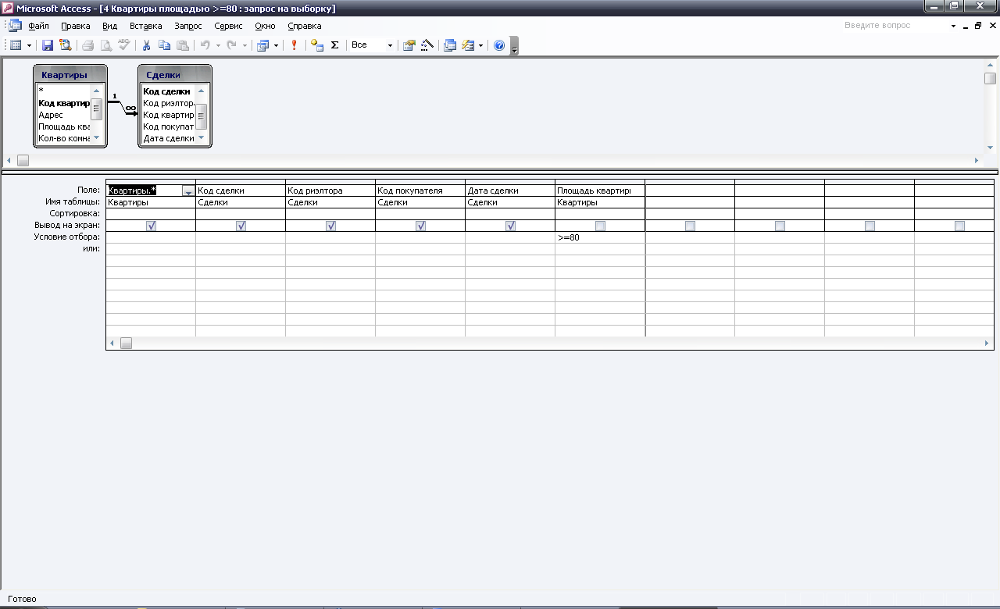 Microsoft Access - [4 Квартиры площадью >=80 : запрос на выборку]
Файл Правка Вид Вставка Запрос Сервис Окно Справка Введите вопрос
Все
Квартиры
*
Код квартир
Адрес
Площадь ква
Кол-во комна
1
∞
Сделки
Код сделки
Код риэлтора
Код квартир
Код покупат
Дата сделки
Поле: Квартиры.* Код сделки Код риэлтора Код покупателя Дата сделки Площадь квартирі
Имя таблицы: Квартиры Сделки Сделки Сделки Сделки Квартиры
Сортировка:
Вывод на экран:
Условие отбора: >=80
или:
Готово